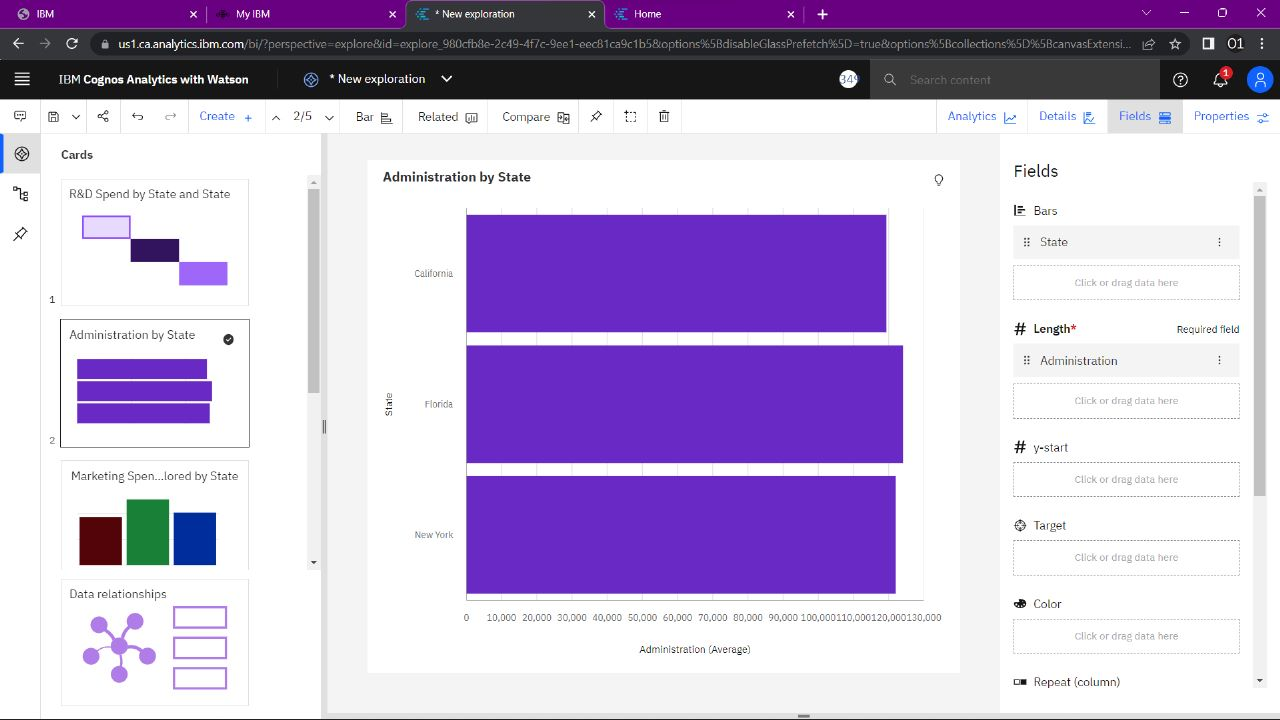 IBM
My IBM
* New exploration
Home
us1.ca.analytics.ibm.com/bi/?perspective=explore&id=explore_980cfb8e-2c49-4f7c-9ee1-eec81ca9c1b5&options%5BdisableGlassPrefetch%5D=true&options%5Bcollections%5D%5BcanvasExtensi...
01
IBM Cognos Analytics with Watson
* New exploration
349
Search content
1
Create +
2/5
Bar
Related
Compare
Analytics
Details
Fields
Properties
Cards
R&D Spend by State and State
1
Administration by State
2
Marketing Spen...lored by State
Data relationships
Administration by State
California
Florida
New York
State
0 10,000 20,000 30,000 40,000 50,000 60,000 70,000 80,000 90,000 100,000 110,000 120,000 130,000
Administration (Average)
Fields
Bars
State
Click or drag data here
Length*
Required field
Administration
Click or drag data here
y-start
Click or drag data here
Target
Click or drag data here
Color
Click or drag data here
Repeat (column)